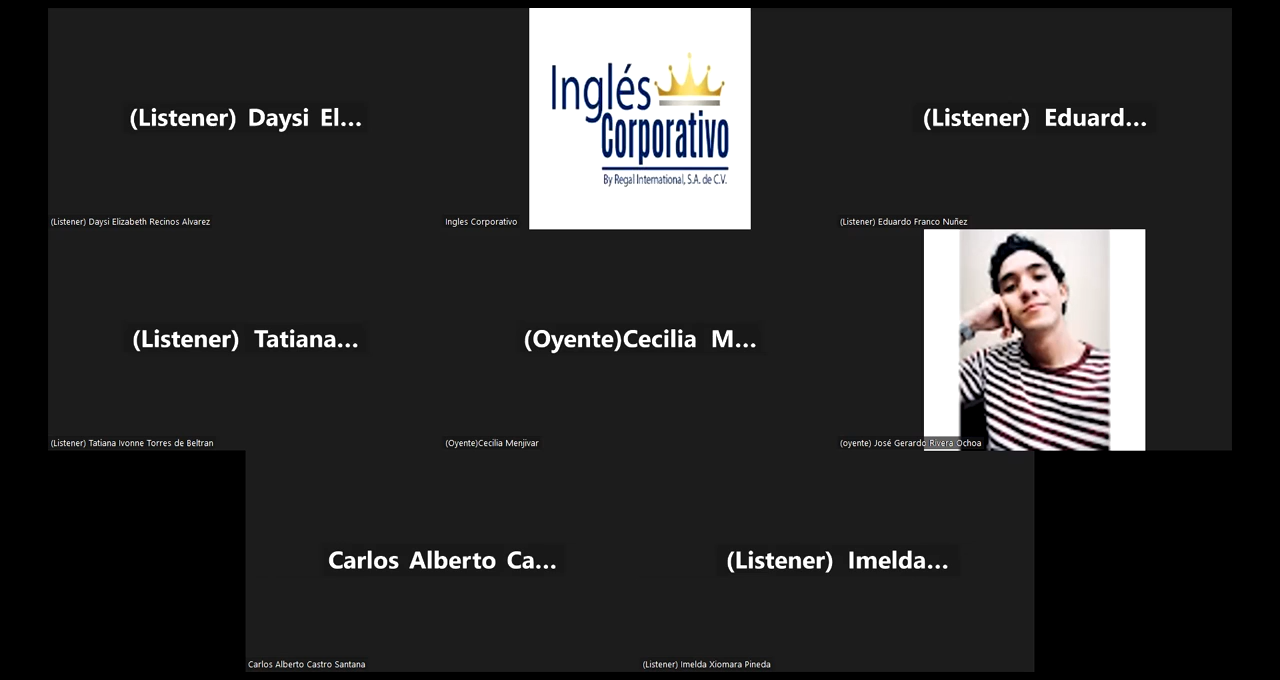 (Listener) Daysi El...
Inglés
Corporativo
By Regal International, S.A. de C.V.
(Listener) Eduard...
(Listener) Daysi Elizabeth Recinos Alvarez
Ingles Corporativo
(Listener) Eduardo Franco Nuñez
(Listener) Tatiana...
(Oyente)Cecilia M...
(Listener) Tatiana Ivonne Torres de Beltran
(Oyente)Cecilia Menjivar
(oyente) José Gerardo Rivera Ochoa
Carlos Alberto Ca...
(Listener) Imelda...
Carlos Alberto Castro Santana
(Listener) Imelda Xiomara Pineda